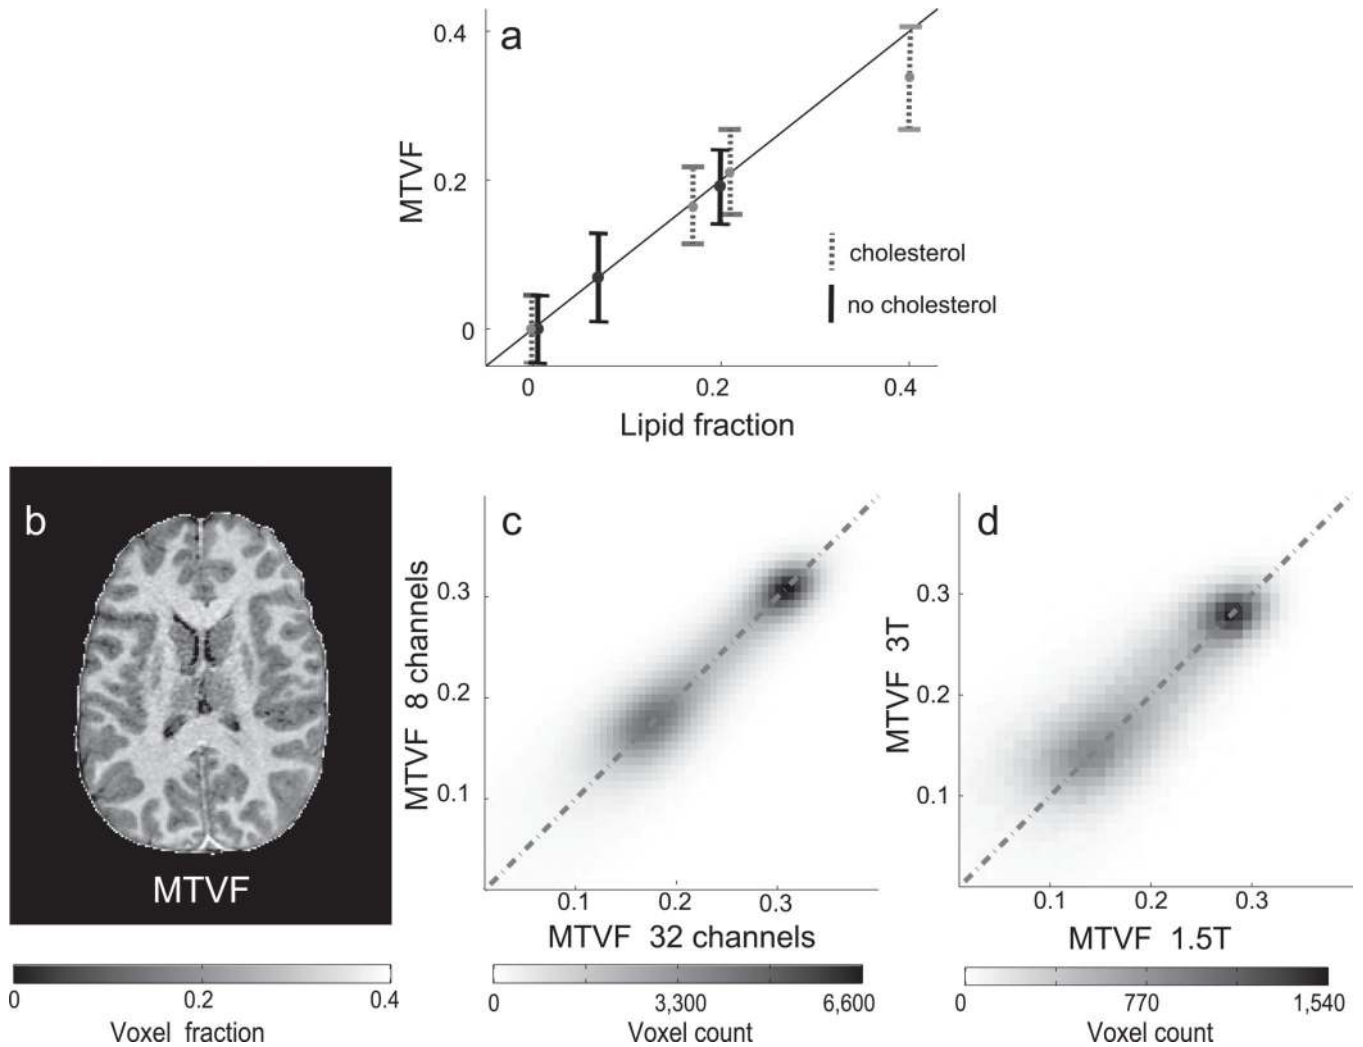 a
0.4
0.2
0
MTVF
cholesterol
no cholesterol
0 0.2 0.4
Lipid fraction
b
MTVF
0 0.2 0.4
Voxel fraction
c
0.3
0.2
0.1
MTVF 8 channels
0.1 0.2 0.3
MTVF 32 channels
0 3,300 6,600
Voxel count
d
0.3
0.2
0.1
MTVF 3T
0.1 0.2 0.3
MTVF 1.5T
0 770 1,540
Voxel count